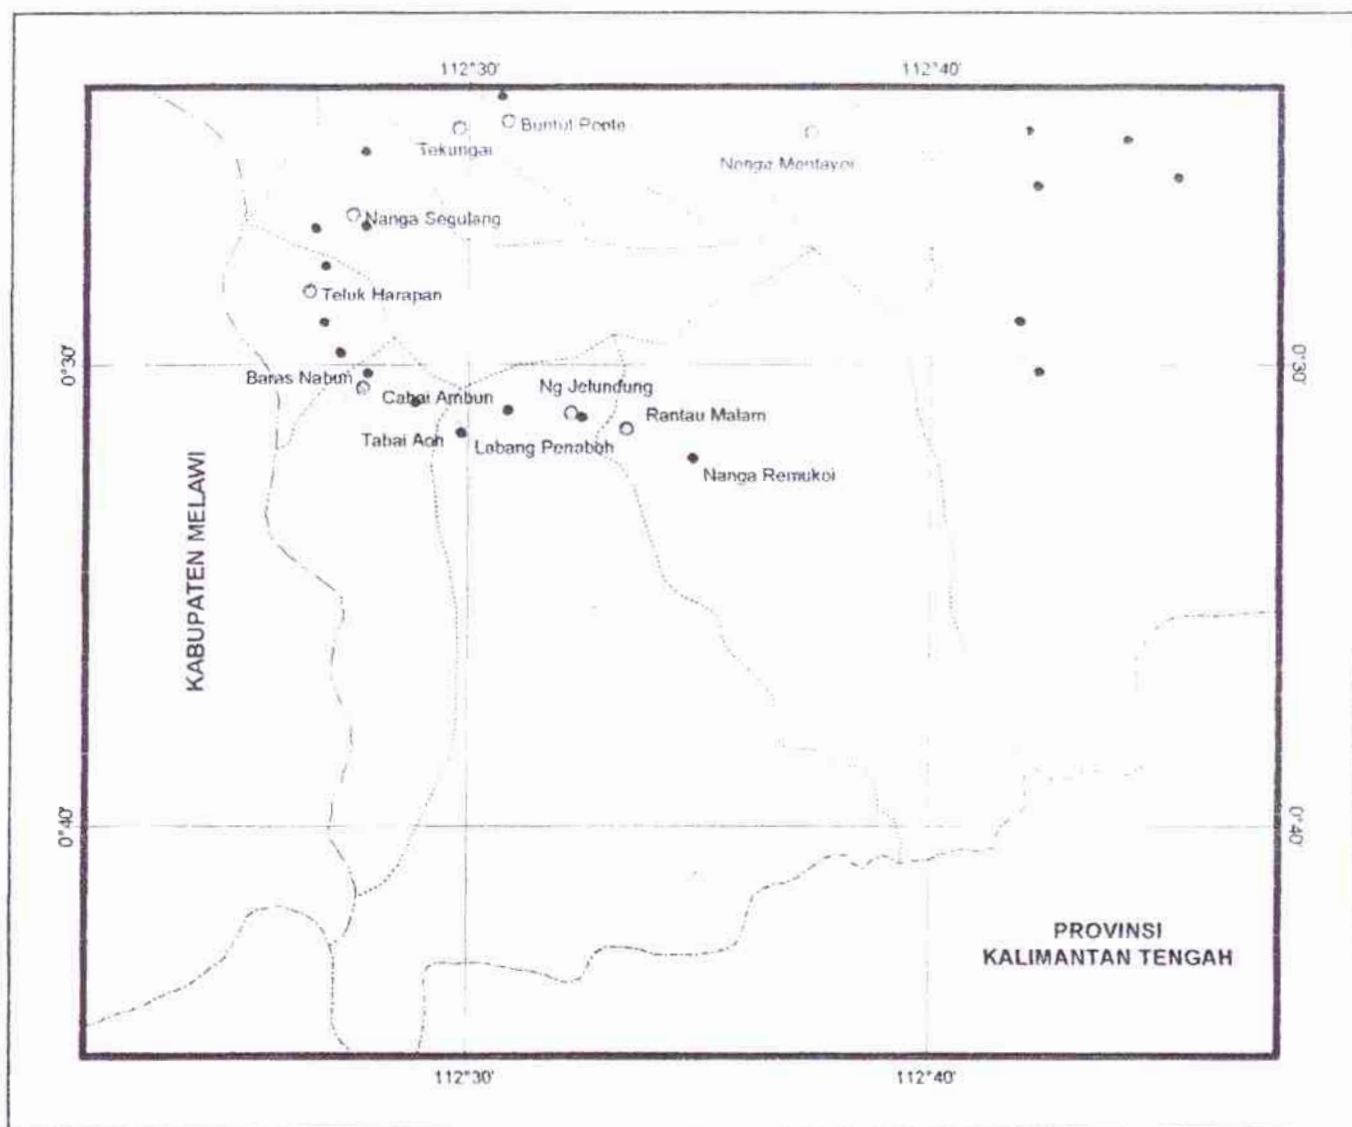 112°30'
112°40'
Buntut Ponte
Tekungai
Nanga Mentayoi
Nanga Segulang
Teluk Harapan
0°30'
0°30'
Baras Nabun
Ng Jelundung
Cabai Ambun
Rantau Malam
Tabai Aoh
Labang Penaboh
Nanga Remukoi
KABUPATEN MELAWI
0°40'
0°40'
PROVINSI
KALIMANTAN TENGAH
112°30'
112°40'